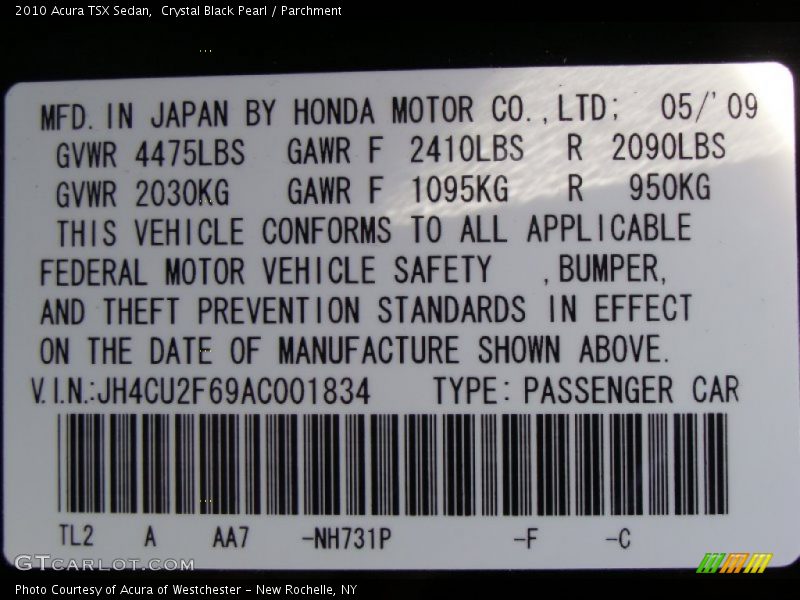 2010 Acura TSX Sedan,  Crystal Black Pearl / Parchment
MFD. IN JAPAN BY HONDA MOTOR CO., LTD; 05/'09
GVWR 4475LBS GAWR F 2410LBS R 2090LBS
GVWR 2030KG GAWR F 1095KG R 950KG
THIS VEHICLE CONFORMS TO ALL APPLICABLE
FEDERAL MOTOR VEHICLE SAFETY ,BUMPER,
AND THEFT PREVENTION STANDARDS IN EFFECT
ON THE DATE OF MANUFACTURE SHOWN ABOVE.
V.I.N.:JH4CU2F69AC001834 TYPE: PASSENGER CAR
TL2 A AA7 -NH731P -F -C
GTCARLOT.COM
Photo Courtesy of Acura of Westchester - New Rochelle, NY